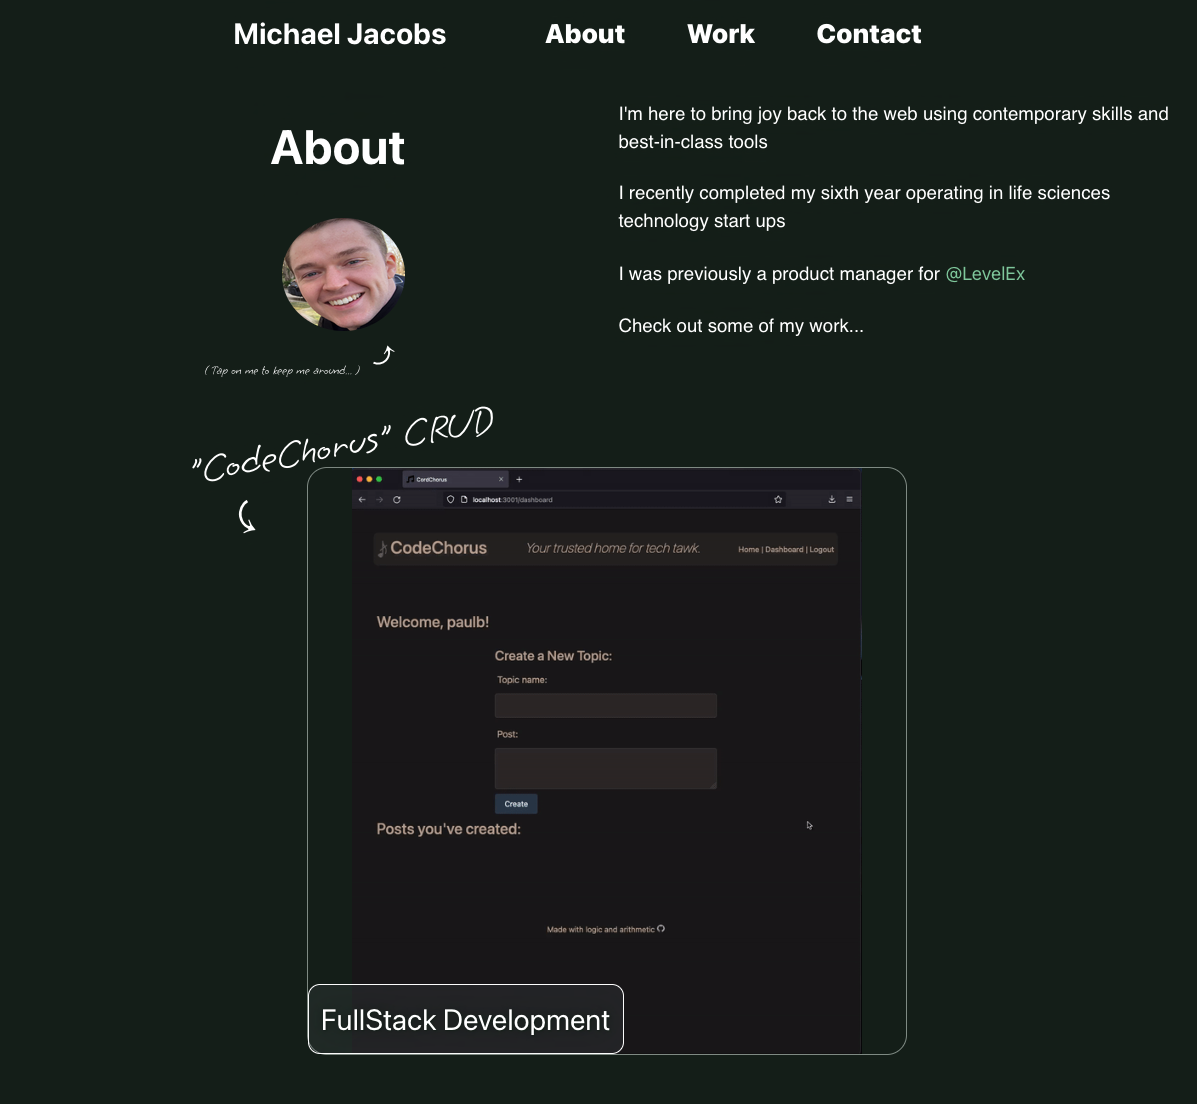 Michael Jacobs
About
Work
Contact
About
I'm here to bring joy back to the web using contemporary skills and
best-in-class tools
I recently completed my sixth year operating in life sciences
technology start ups
I was previously a product manager for @LevelEx
Check out some of my work...
( Tap on me to keep me around... )
"CodeChorus" CRUD
CordChorus
localhost:3001/dashboard
CodeChorus
Your trusted home for tech tawk.
Home | Dashboard | Logout
Welcome, paulb!
Create a New Topic:
Topic name:
Post:
Create
Posts you've created:
Made with logic and arithmetic
FullStack Development